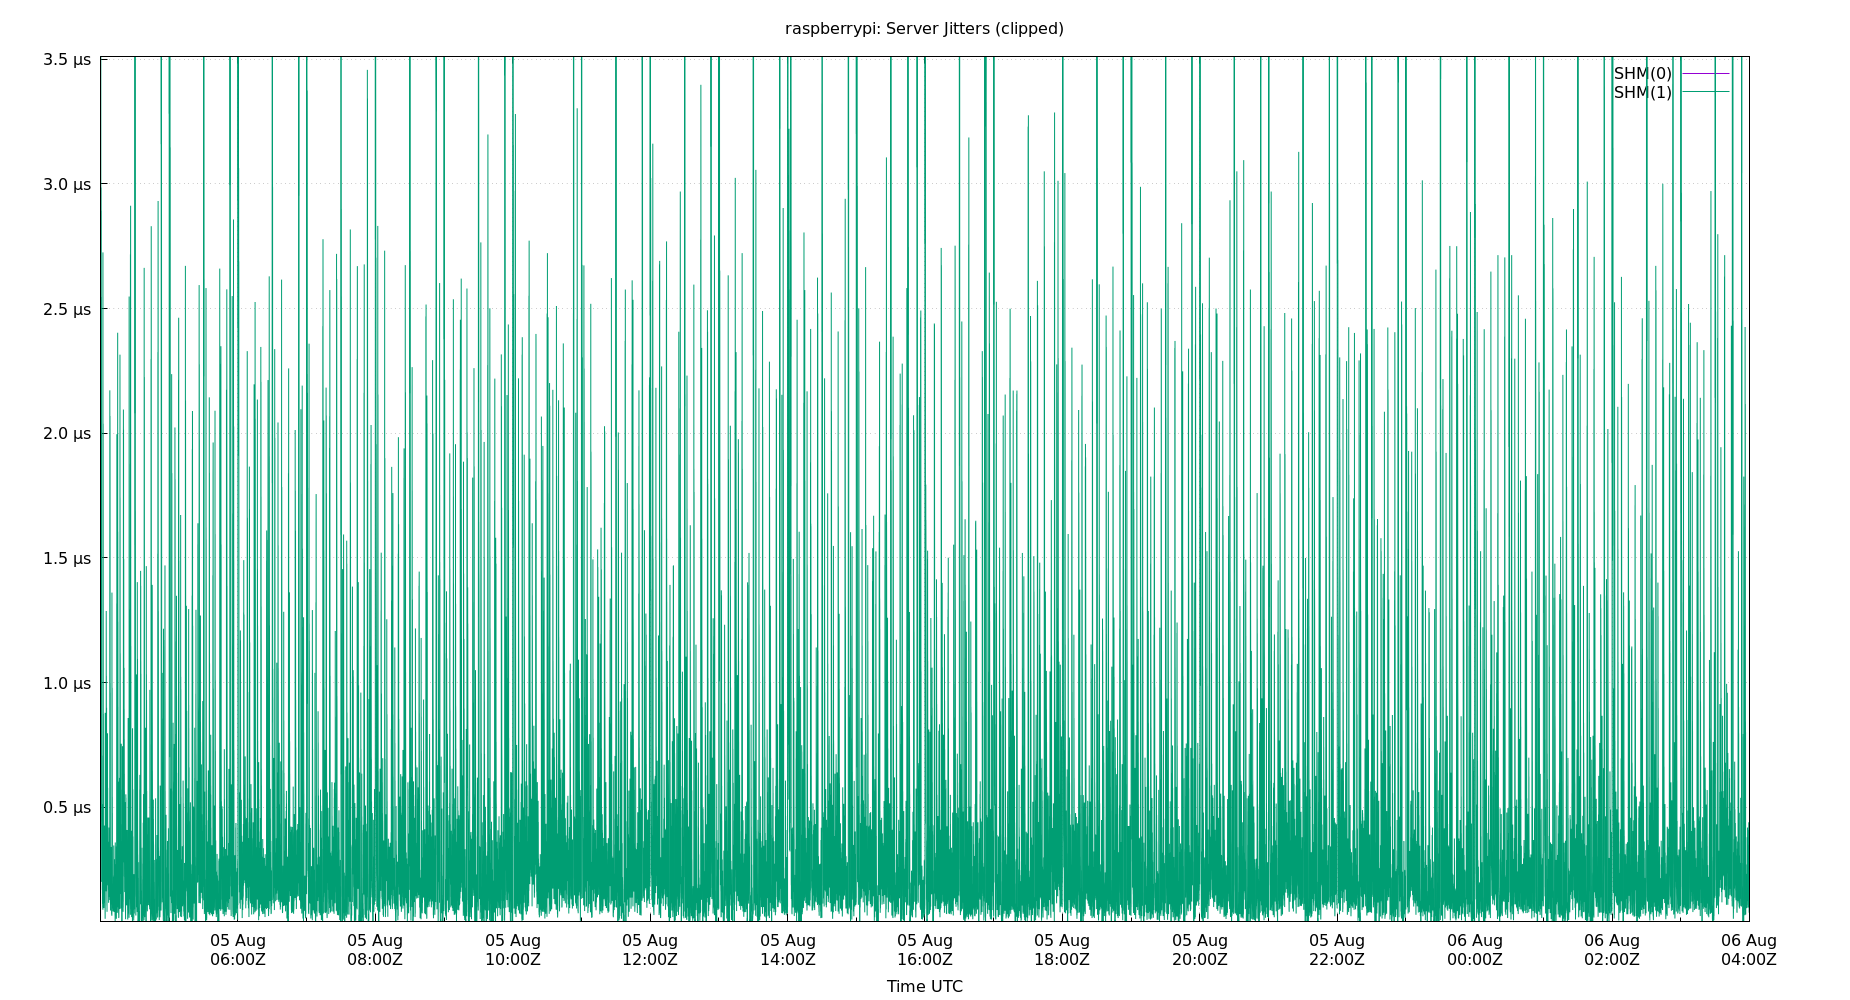 raspberrypi: Server Jitters (clipped)
3.5 µs
3.0 µs
2.5 µs
2.0 µs
1.5 µs
1.0 µs
0.5 µs
SHM(0)
SHM(1)
05 Aug 05 Aug 05 Aug 05 Aug 05 Aug 05 Aug 05 Aug 05 Aug 05 Aug 06 Aug 06 Aug 06 Aug
06:00Z 08:00Z 10:00Z 12:00Z 14:00Z 16:00Z 18:00Z 20:00Z 22:00Z 00:00Z 02:00Z 04:00Z
Time UTC